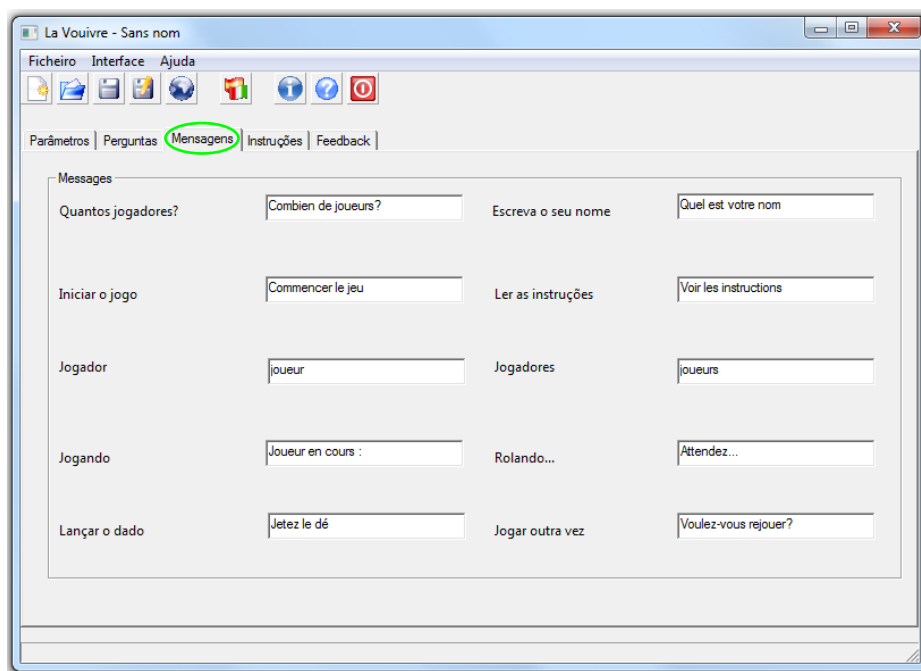 La Vouivre - Sans nom
Ficheiro Interface Ajuda
Parâmetros Perguntas Mensagens Instruções Feedback
Messages
Quantos jogadores? Combien de joueurs? Escreva o seu nome Quel est votre nom
Iniciar o jogo Commencer le jeu Ler as instruções Voir les instructions
Jogador joueur Jogadores joueurs
Jogando Joueur en cours : Rolando... Attendez...
Lançar o dado Jetez le dé Jogar outra vez Voulez-vous rejouer?